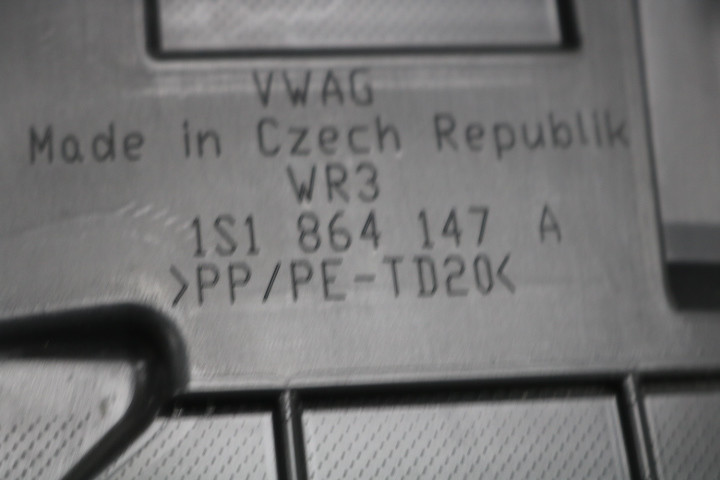 VWAG
Made in Czech Republik
WR3
1S1 864 147 A
>PP/PE-TD20<